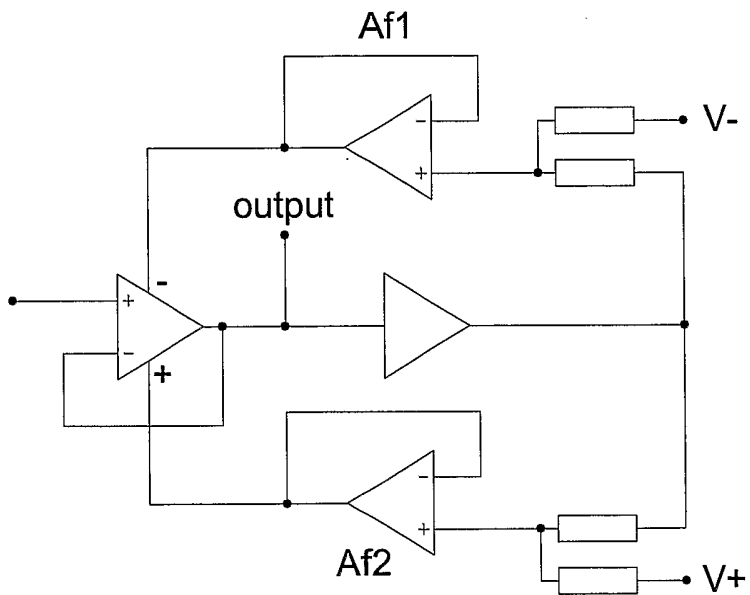 Af1
-
V-
+
output
-
+
-
+
-
+
Af2
V+